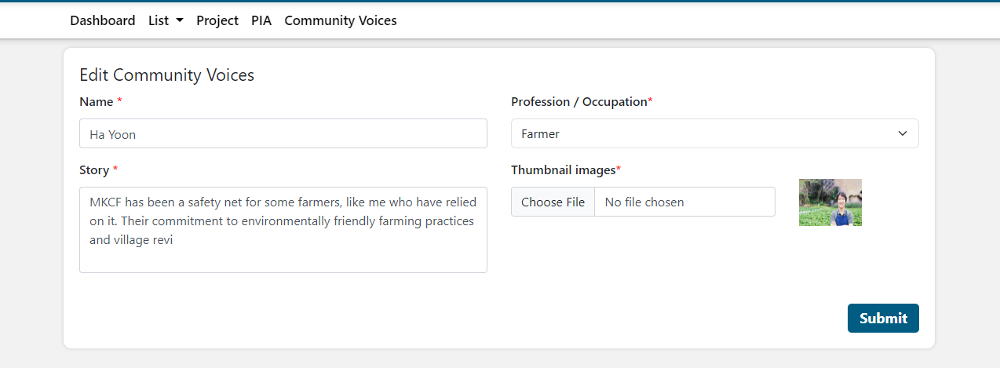 Dashboard List Project PIA Community Voices
Edit Community Voices
Name *
Profession / Occupation*
Ha Yoon
Farmer
Story *
Thumbnail images*
MKCF has been a safety net for some farmers, like me who have relied
on it. Their commitment to environmentally friendly farming practices
and village revi
Choose File No file chosen
Submit